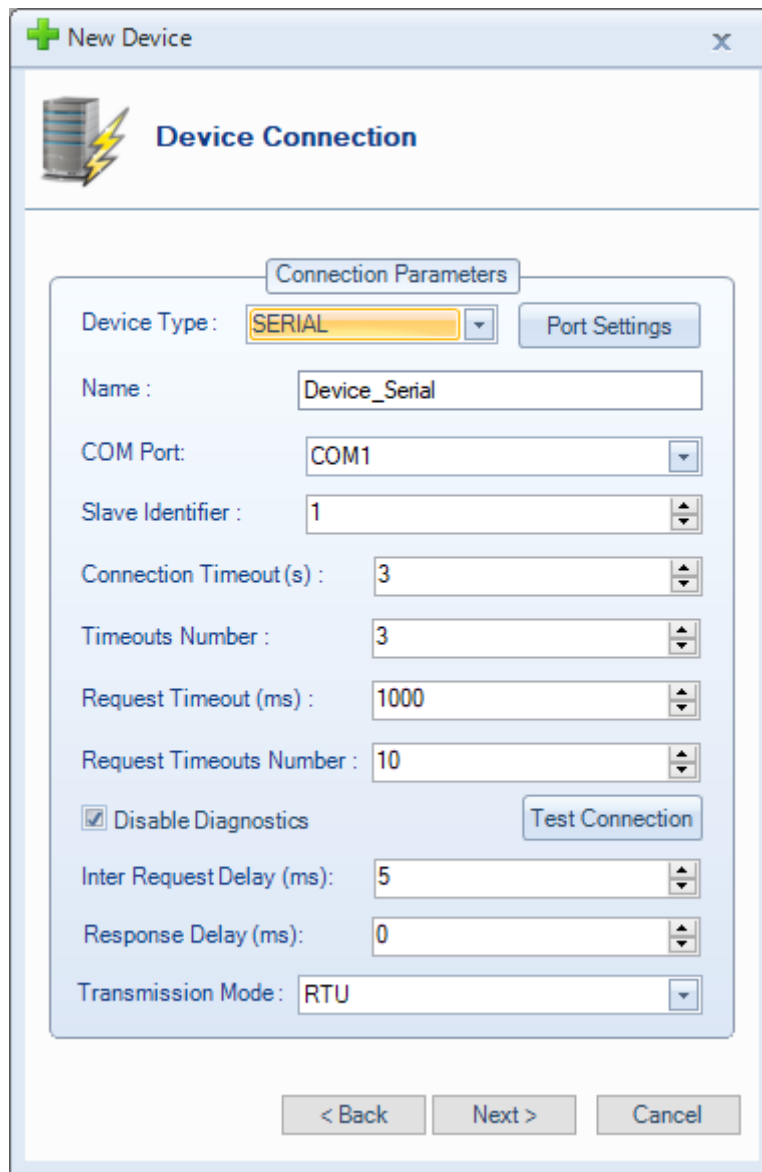 New Device
Device Connection
Connection Parameters
Device Type : SERIAL Port Settings
Name : Device_Serial
COM Port: COM1
Slave Identifier : 1
Connection Timeout (s) : 3
Timeouts Number : 3
Request Timeout (ms) : 1000
Request Timeouts Number : 10
Disable Diagnostics Test Connection
Inter Request Delay (ms): 5
Response Delay (ms): 0
Transmission Mode : RTU
< Back Next > Cancel